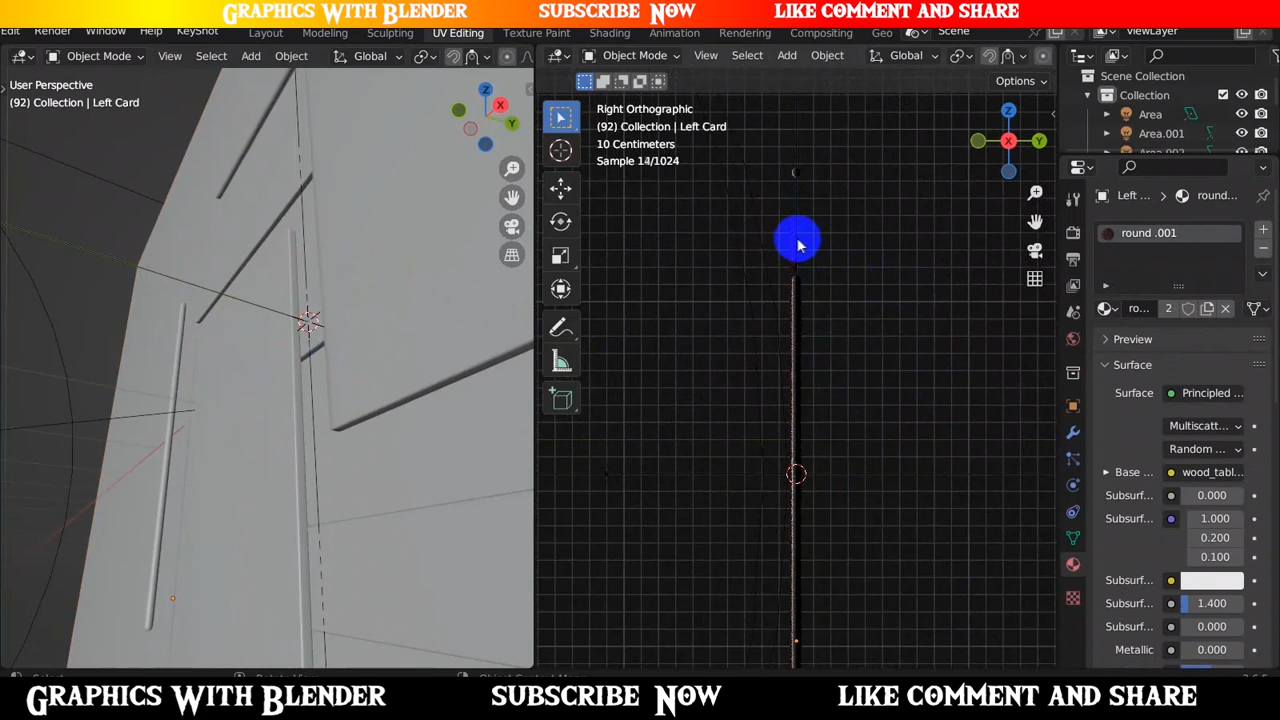 GRAPHICS WITH BLENDER SUBSCRIBE NOW LIKE COMMENT AND SHARE
Edit Render Window Help KeyShot Layout Modeling Sculpting UV Editing Texture Paint Shading Animation Rendering Compositing Geo Scene ViewLayer
Object Mode View Select Add Object Global
Object Mode View Select Add Object Global
Options
User Perspective
(92) Collection | Left Card
Z
X
Y
Right Orthographic
(92) Collection | Left Card
10 Centimeters
Sample 14/1024
Z
X
Y
Scene Collection
Collection
Area
Area.001
Left ... round...
round .001
ro... 2
Preview
Surface
Surface Principled ...
Multiscatt...
Random ...
Base ... wood_tabl...
Subsurf... 0.000
Subsurf... 1.000
0.200
0.100
Subsurf...
Subsurf... 1.400
Subsurf... 0.000
Metallic 0.000
GRAPHICS WITH BLENDER SUBSCRIBE NOW LIKE COMMENT AND SHARE